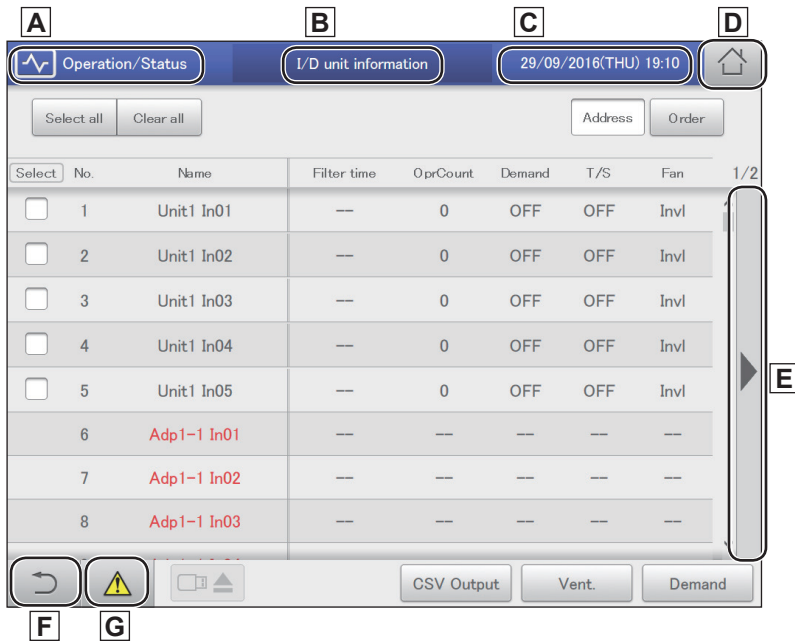 A B C D
Operation/Status I/D unit information 29/09/2016(THU) 19:10
Select all Clear all Address Order
Select No. Name Filter time OprCount Demand T/S Fan 1/2
1 Unit1 In01 -- 0 OFF OFF Invl
2 Unit1 In02 -- 0 OFF OFF Invl
3 Unit1 In03 -- 0 OFF OFF Invl
4 Unit1 In04 -- 0 OFF OFF Invl
E
5 Unit1 In05 -- 0 OFF OFF Invl
6 Adp1-1 In01 -- -- -- -- --
7 Adp1-1 In02 -- -- -- -- --
8 Adp1-1 In03 -- -- -- -- --
CSV Output Vent. Demand
F G